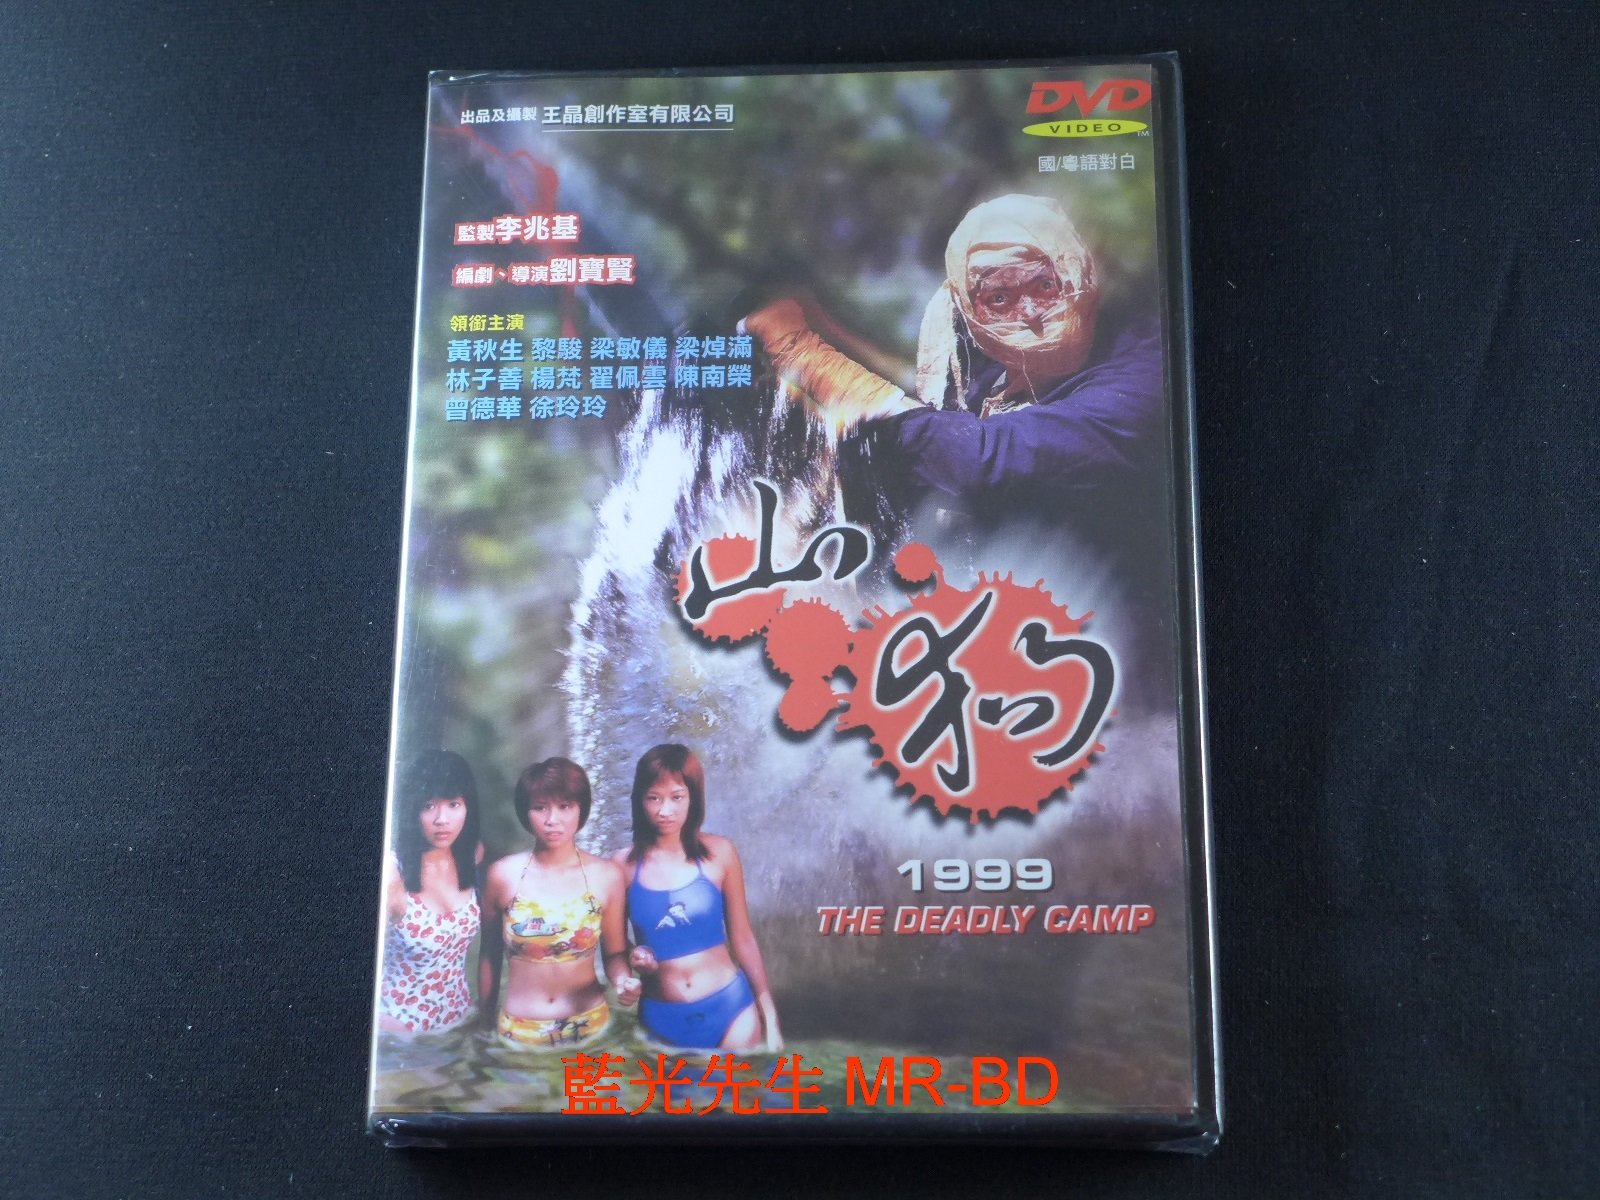 出品及攝製 王晶創作室有限公司
DVD
VIDEO
TM
國/粵語對白
監製李兆基
編劇、導演劉寶賢
領銜主演
黃秋生 黎駿 梁敏儀 梁焯滿
林子善 楊梵 翟佩雲 陳南榮
曾德華 徐玲玲
山狗
1999
THE DEADLY CAMP
藍光先生 MR-BD